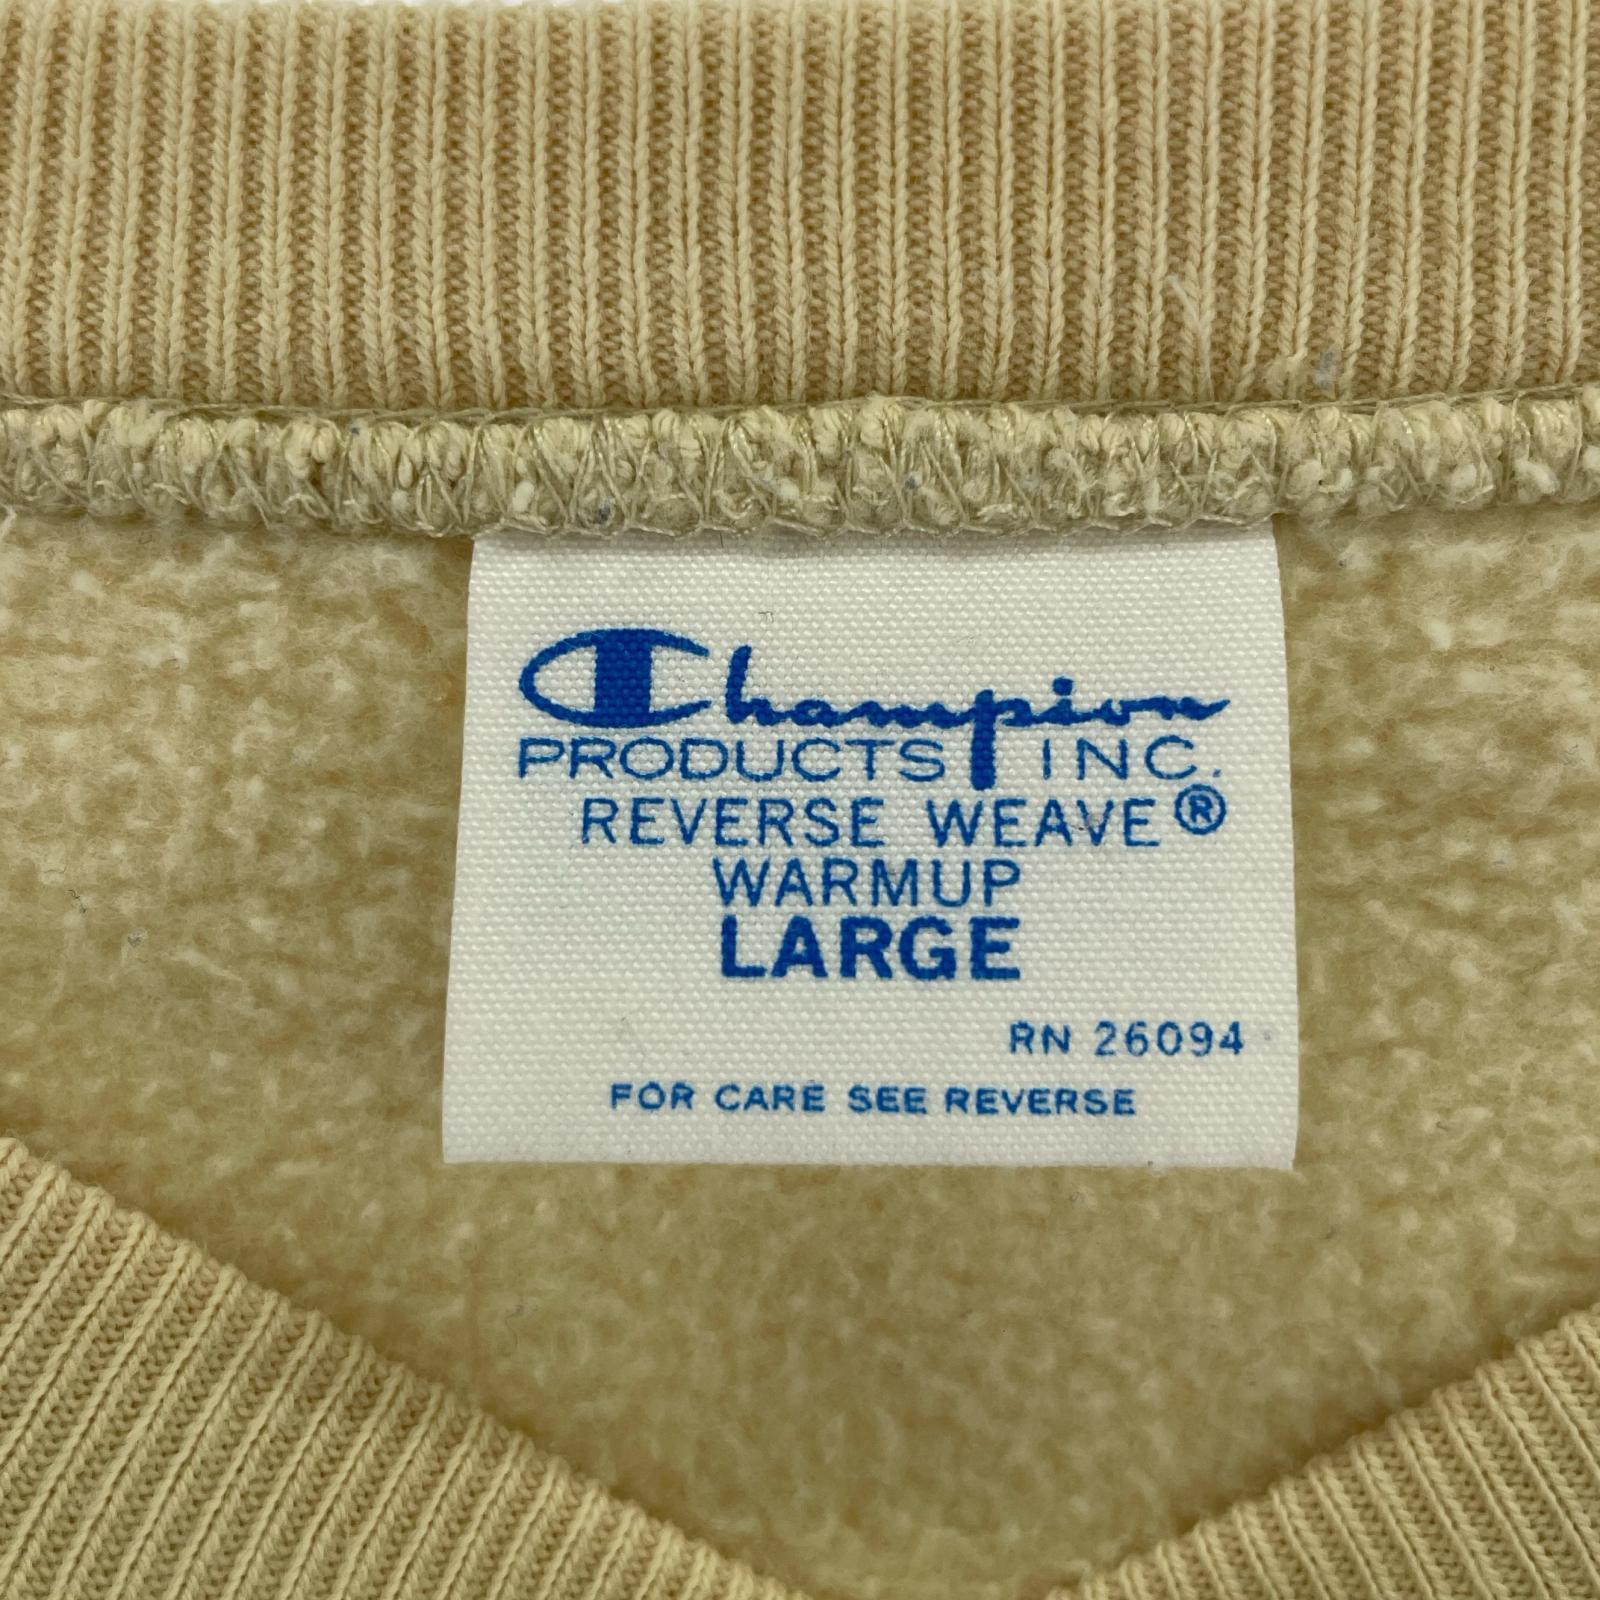 Champion
PRODUCTS INC.
REVERSE WEAVE®
WARMUP
LARGE
RN 26094
FOR CARE SEE REVERSE